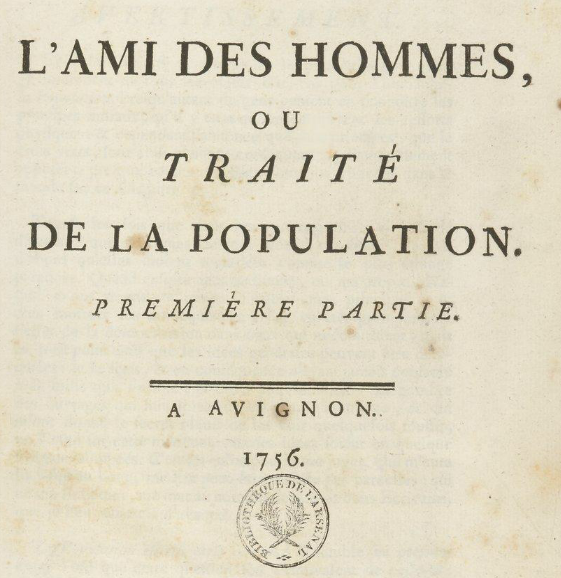 L'AMI DES HOMMES,
OU
TRAITÉ
DE LA POPULATION.
PREMIÈRE PARTIE.
A AVIGNON.
1756.
BIBLIOTHEQUE DE L'ARSENAL